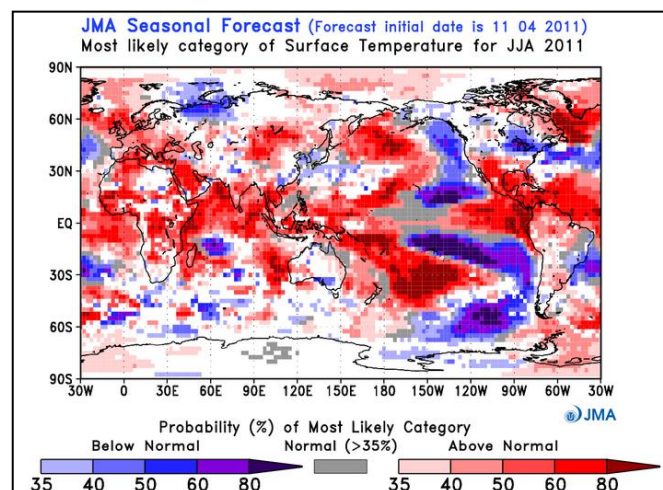 JMA Seasonal Forecast (Forecast initial date is 11 04 2011)
Most likely category of Surface Temperature for JJA 2011
90N
60N
30N
EQ
30S
60S
90S
30W 0 30E 60E 90E 120E 150E 180 150W 120W 90W 60W 30W
JMA
Probability (%) of Most Likely Category
Below Normal Normal (>35%) Above Normal
35 40 50 60 80 35 40 50 60 80